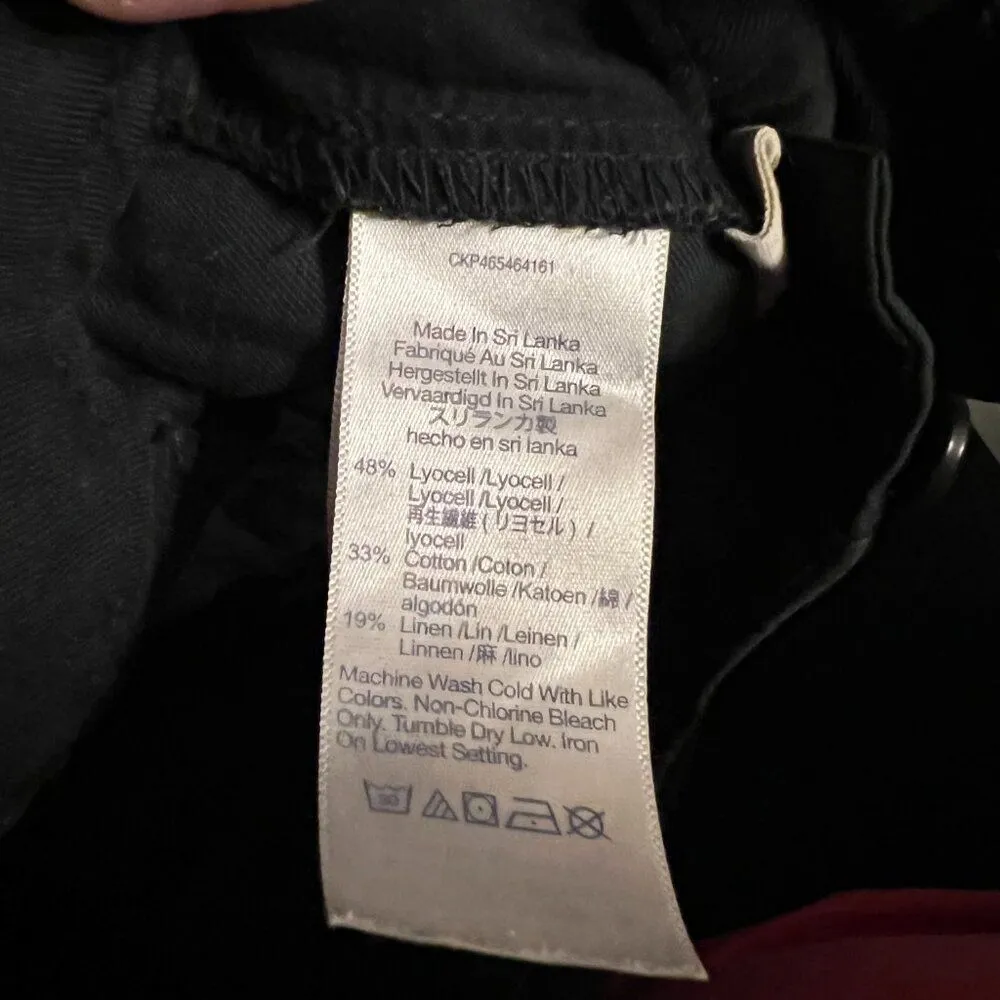 CKP465464161
Made In Sri Lanka
Fabriqué Au Sri Lanka
Hergestellt In Sri Lanka
Vervaardigd In Sri Lanka
スリランカ製
hecho en sri lanka
48% Lyocell /Lyocell /
Lyocell /Lyocell /
再生繊維 (リヨセル) /
lyocell
33% Cotton /Coton /
Baumwolle /Katoen /綿 /
algodón
19% Linen /Lin /Leinen /
Linnen /麻 /lino
Machine Wash Cold With Like
Colors. Non-Chlorine Bleach
Only. Tumble Dry Low. Iron
On Lowest Setting.
30